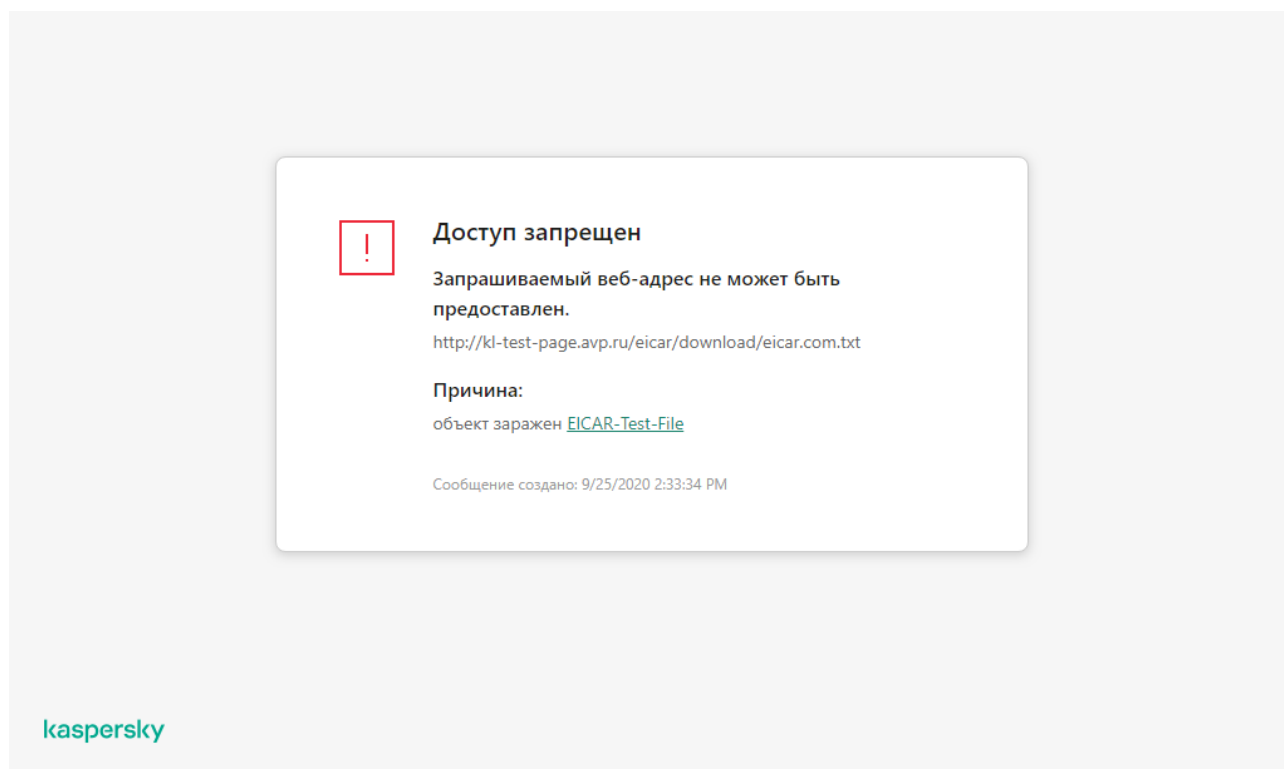 !
Доступ запрещен
Запрашиваемый веб-адрес не может быть
предоставлен.
http://kl-test-page.avp.ru/eicar/download/eicar.com.txt
Причина:
объект заражен EICAR-Test-File
Сообщение создано: 9/25/2020 2:33:34 PM
kaspersky